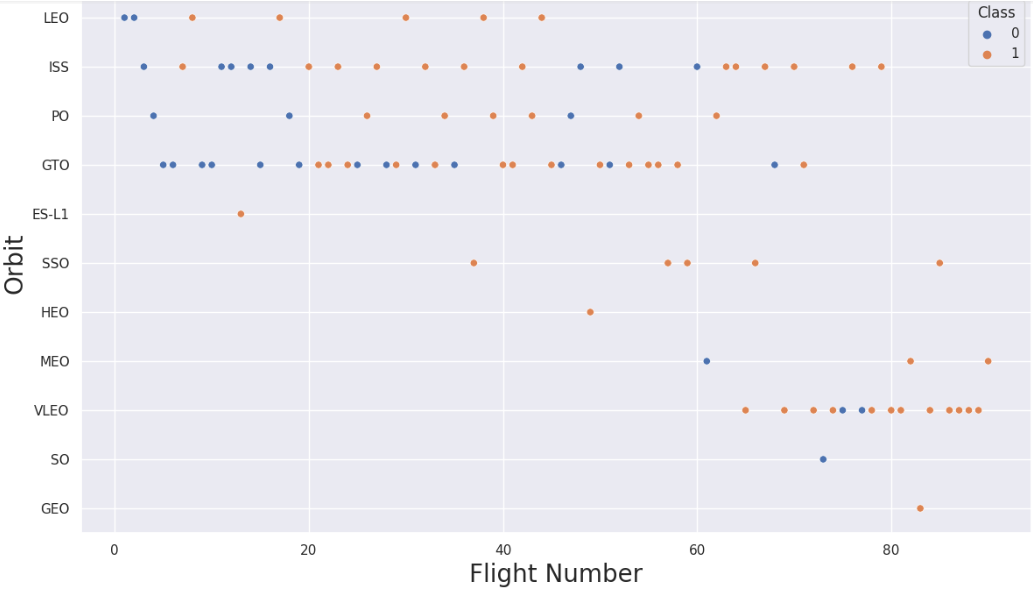 Class
0
1
LEO
ISS
PO
GTO
ES-L1
SSO
HEO
MEO
VLEO
SO
GEO
Orbit
0 20 40 60 80
Flight Number